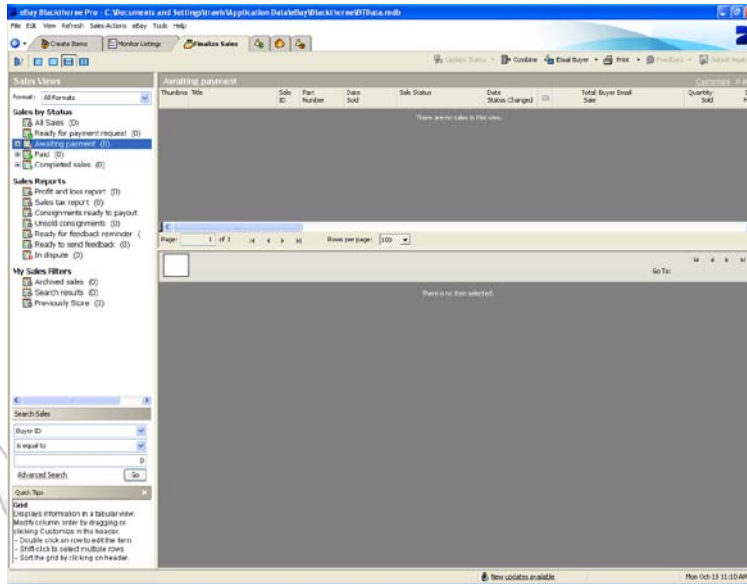 eBay Blackthorne Pro - C:\Documents and Settings\travis\Application Data\eBay\Blackthorne\BTData.mdb
File Edit View Refresh Sales Actions eBay Tools Help
Create Items Monitor Listings Finalize Sales
Update Status Combine Email Buyer Print Feedback
Sales Views
Awaiting payment
Customize
Format: All Formats
Thumbna Title Sale ID Part Number Date Sold Sale Status Date Status Changed Total Buyer Email Sale Quantity Sold
Sales by Status
All Sales (0)
Ready for payment request (0)
Awaiting payment (0)
Paid (0)
Completed sales (0)
There are no sales in this view.
Sales Reports
Profit and loss report (0)
Sales tax report (0)
Consignments ready to payout
Unsold consignments (0)
Ready for feedback reminder (
Ready to send feedback (0)
In dispute (0)
Page: 1 of 1 Rows per page: 100
My Sales Filters
Archived sales (0)
Search results (0)
Previously Store (0)
Go To:
There is no item selected.
Search Sales
Buyer ID
is equal to
0
Advanced Search Go
Quick Tips
Grid
Displays information in a tabular view.
Modify column order by dragging or
clicking Customize in the header.
- Double click on row to edit the item
- Shift-click to select multiple rows
- Sort the grid by clicking on header.
New updates available Mon Oct-13 11:10 AM